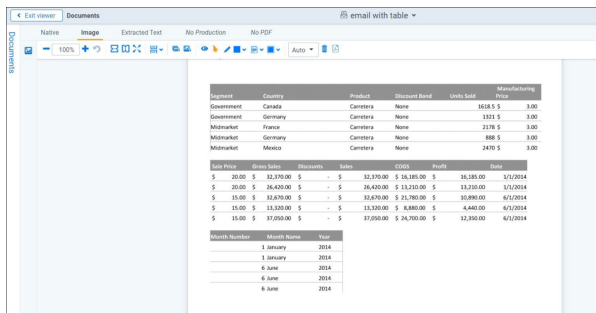 Exit viewer Documents email with table
Documents
Native Image Extracted Text No Production No PDF
100% Auto
Manufacturing
Segment Country Product Discount Band Units Sold Price
Government Canada Carretera None 1618.5 $ 3.00
Government Germany Carretera None 1321 $ 3.00
Midmarket France Carretera None 2178 $ 3.00
Midmarket Germany Carretera None 888 $ 3.00
Midmarket Mexico Carretera None 2470 $ 3.00
Sale Price Gross Sales Discounts Sales COGS Profit Date
$ 20.00 $ 32,370.00 $ - $ 32,370.00 $ 16,185.00 $ 16,185.00 1/1/2014
$ 20.00 $ 26,420.00 $ - $ 26,420.00 $ 13,210.00 $ 13,210.00 1/1/2014
$ 15.00 $ 32,670.00 $ - $ 32,670.00 $ 21,780.00 $ 10,890.00 6/1/2014
$ 15.00 $ 13,320.00 $ - $ 13,320.00 $ 8,880.00 $ 4,440.00 6/1/2014
$ 15.00 $ 37,050.00 $ - $ 37,050.00 $ 24,700.00 $ 12,350.00 6/1/2014
Month Number Month Name Year
1 January 2014
1 January 2014
6 June 2014
6 June 2014
6 June 2014